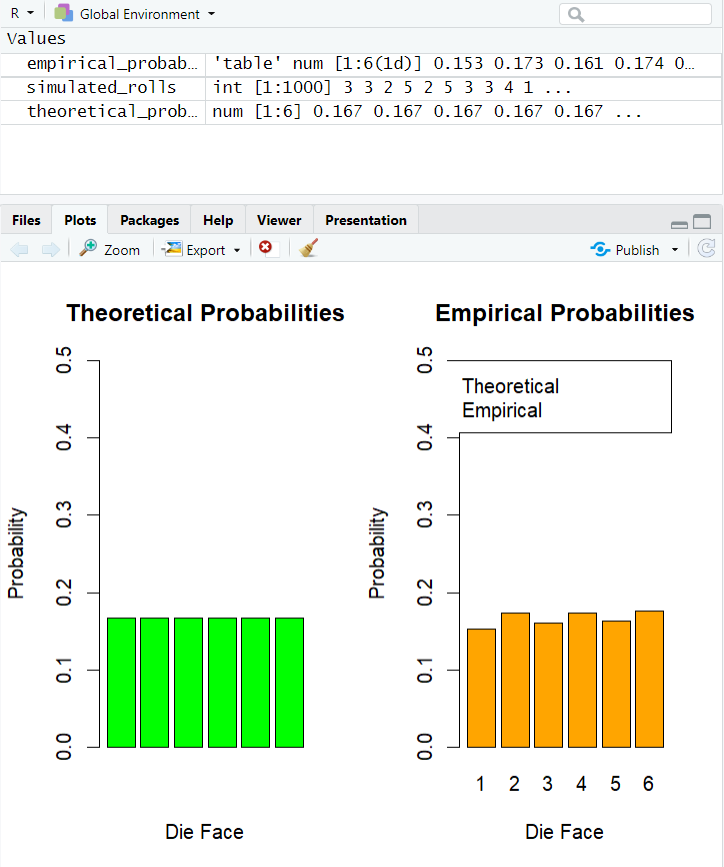 R Global Environment
Values
empirical_probab… 'table' num [1:6(1d)] 0.153 0.173 0.161 0.174 0…
simulated_rolls int [1:1000] 3 3 2 5 2 5 3 3 4 1 ...
theoretical_prob… num [1:6] 0.167 0.167 0.167 0.167 0.167 ...
Files Plots Packages Help Viewer Presentation
Zoom Export Publish
Theoretical Probabilities
0.5
0.4
0.3
0.2
0.1
0.0
Probability
Die Face
Empirical Probabilities
Theoretical
Empirical
0.5
0.4
0.3
0.2
0.1
0.0
Probability
1 2 3 4 5 6
Die Face